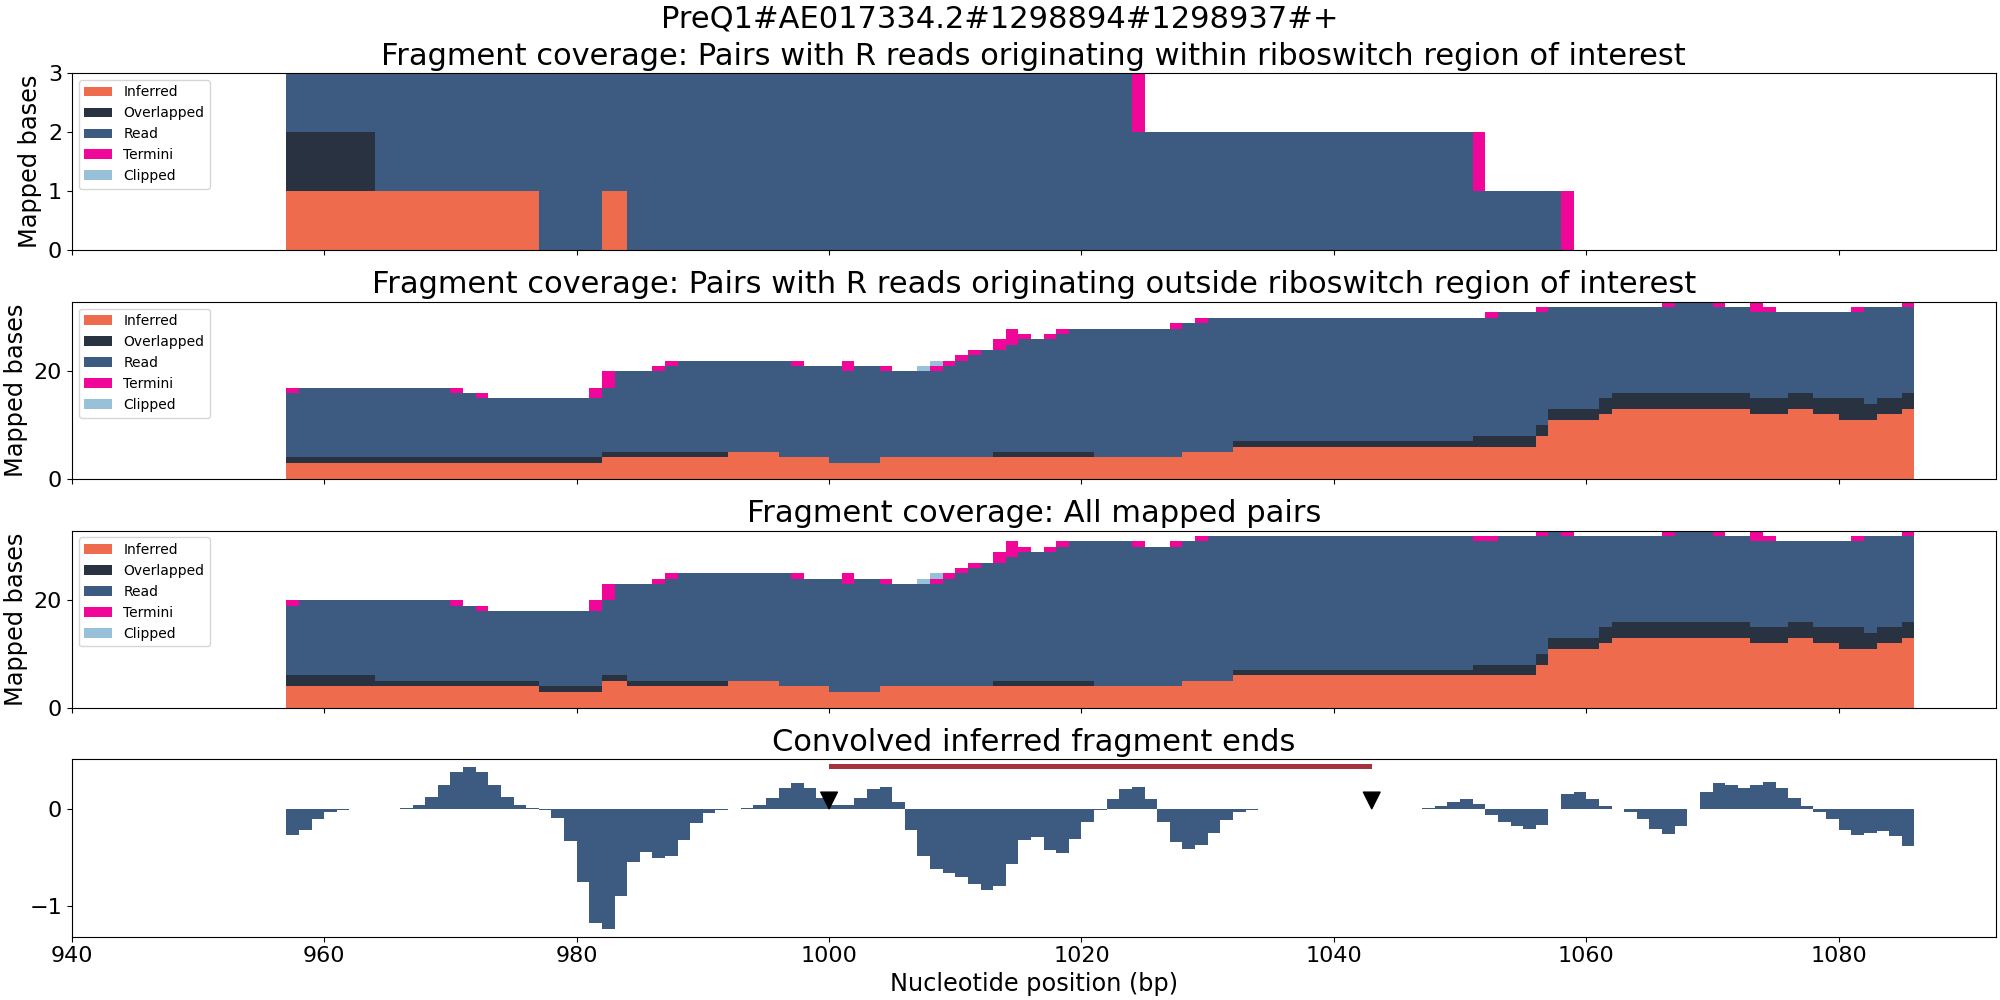 PreQ1#AE017334.2#1298894#1298937#+
Fragment coverage: Pairs with R reads originating within riboswitch region of interest
Mapped bases
3
2
1
0
Inferred
Overlapped
Read
Termini
Clipped
Fragment coverage: Pairs with R reads originating outside riboswitch region of interest
Mapped bases
20
0
Inferred
Overlapped
Read
Termini
Clipped
Fragment coverage: All mapped pairs
Mapped bases
20
0
Inferred
Overlapped
Read
Termini
Clipped
Convolved inferred fragment ends
0
−1
940 960 980 1000 1020 1040 1060 1080
Nucleotide position (bp)